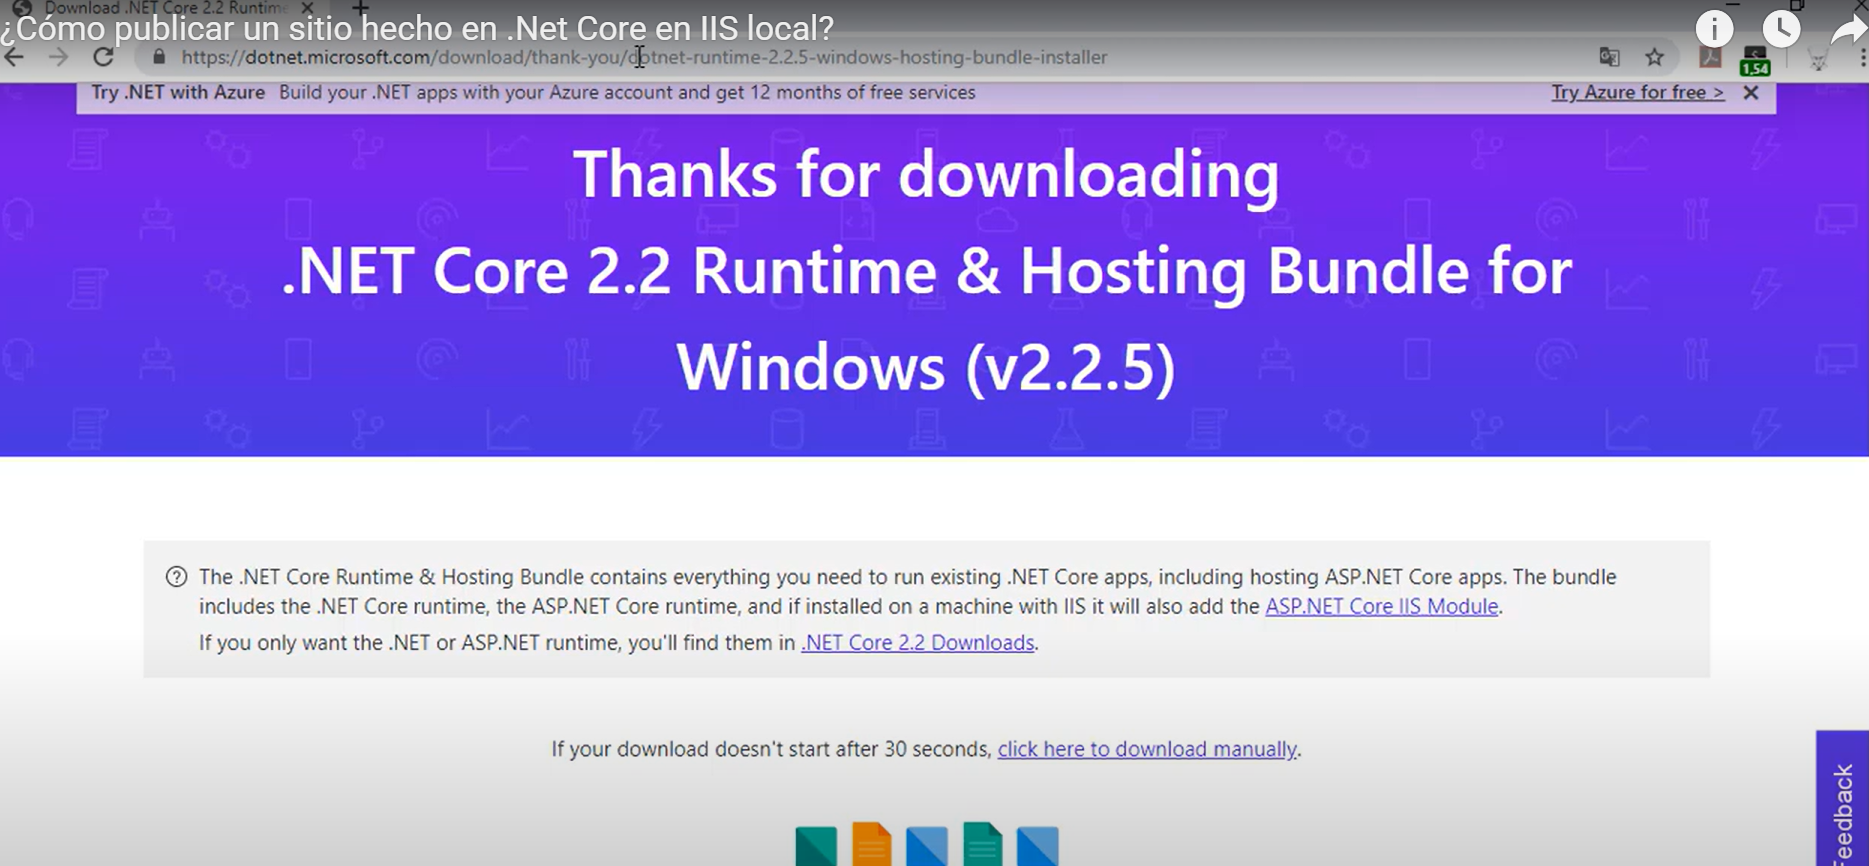 Download .NET Core 2.2 Runtime
¿Cómo publicar un sitio hecho en .Net Core en IIS local?
https://dotnet.microsoft.com/download/thank-you/dotnet-runtime-2.2.5-windows-hosting-bundle-installer
1,54
Try .NET with Azure Build your .NET apps with your Azure account and get 12 months of free services
Try Azure for free >
Thanks for downloading
.NET Core 2.2 Runtime & Hosting Bundle for
Windows (v2.2.5)
The .NET Core Runtime & Hosting Bundle contains everything you need to run existing .NET Core apps, including hosting ASP.NET Core apps. The bundle
includes the .NET Core runtime, the ASP.NET Core runtime, and if installed on a machine with IIS it will also add the ASP.NET Core IIS Module.
If you only want the .NET or ASP.NET runtime, you'll find them in .NET Core 2.2 Downloads.
If your download doesn't start after 30 seconds, click here to download manually.
Feedback